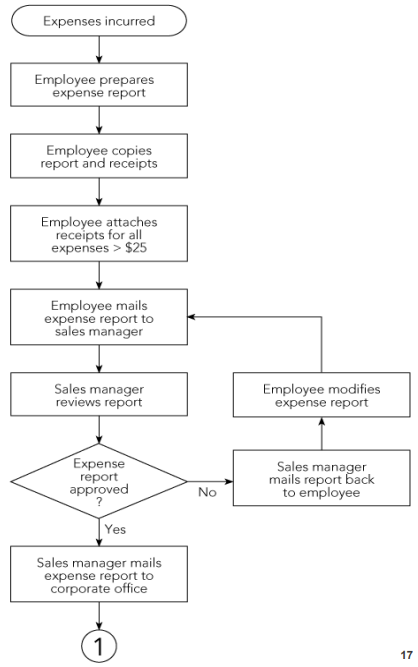 Expenses incurred
Employee prepares
expense report
Employee copies
report and receipts
Employee attaches
receipts for all
expenses > $25
Employee mails
expense report to
sales manager
Sales manager
reviews report
Employee modifies
expense report
Expense
report
approved
?
No
Sales manager
mails report back
to employee
Yes
Sales manager mails
expense report to
corporate office
1
17